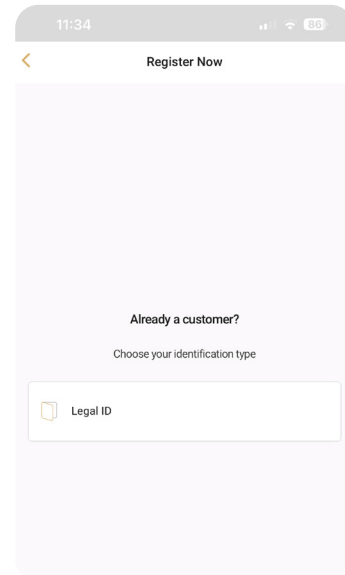 11:34
86
Register Now
Already a customer?
Choose your identification type
Legal ID